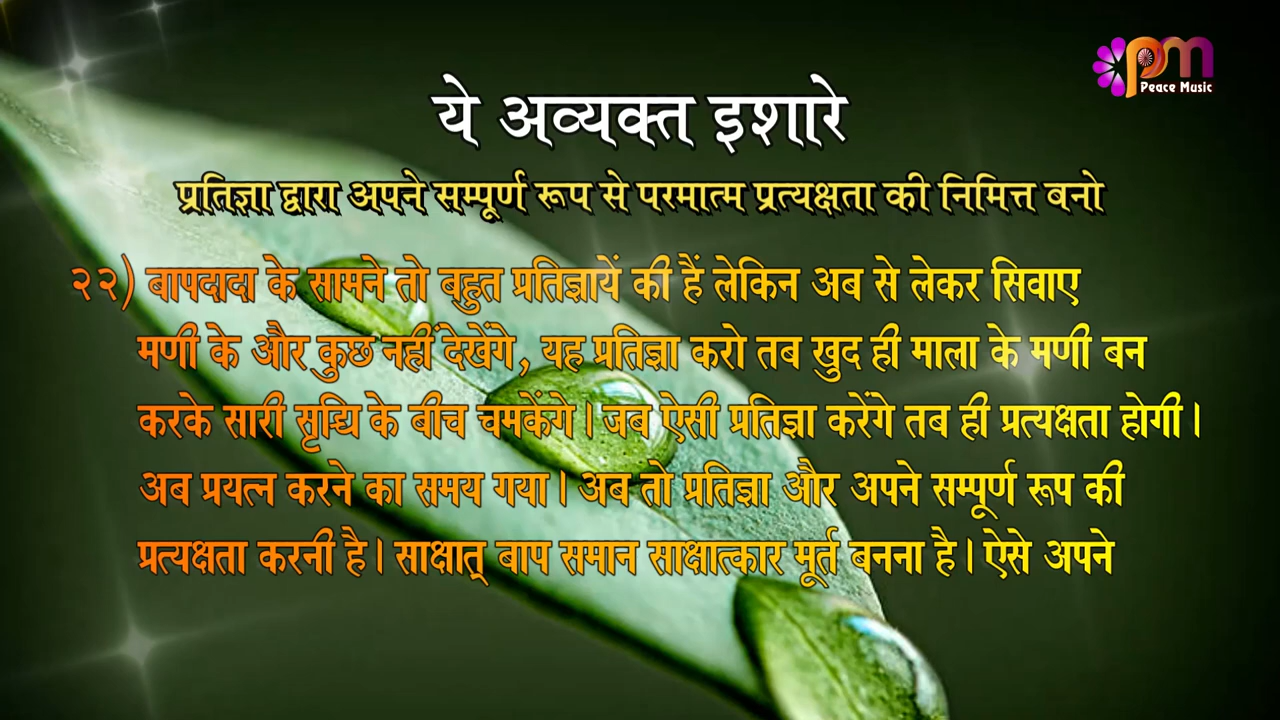 pm
Peace Music
ये अव्यक्त इशारे
प्रतिज्ञा द्वारा अपने सम्पूर्ण रूप से परमात्म प्रत्यक्षता की निमित्त बनो
२२) बापदादा के सामने तो बहुत प्रतिज्ञायें की हैं लेकिन अब से लेकर सिवाए
मणी के और कुछ नहीं देखेंगे, यह प्रतिज्ञा करो तब खुद ही माला के मणी बन
करके सारी सृष्टि के बीच चमकेंगे। जब ऐसी प्रतिज्ञा करेंगे तब ही प्रत्यक्षता होगी।
अब प्रयत्न करने का समय गया। अब तो प्रतिज्ञा और अपने सम्पूर्ण रूप की
प्रत्यक्षता करनी है। साक्षात् बाप समान साक्षात्कार मूर्त बनना है। ऐसे अपने